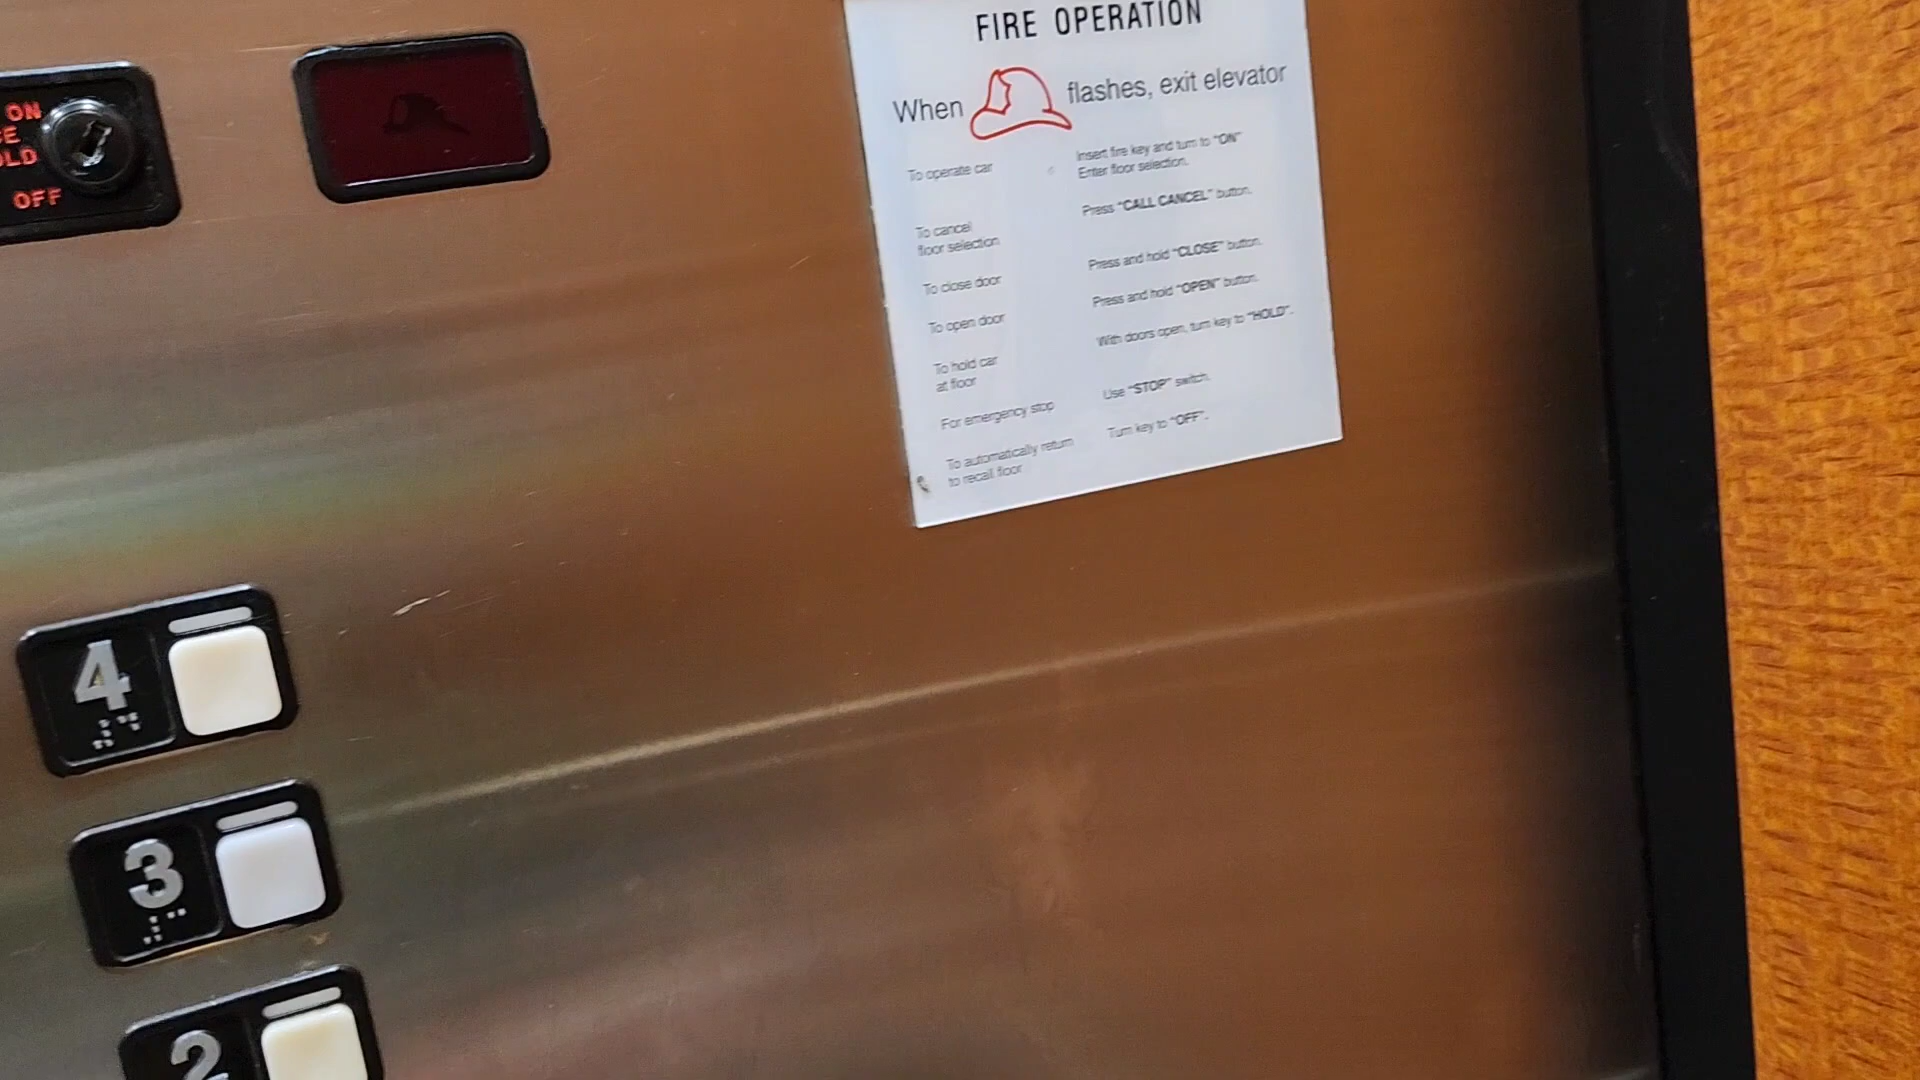 FIRE OPERATION
When flashes, exit elevator
To operate car
Insert fire key and turn to "ON"
Enter floor selection.
To cancel
floor selection
Press "CALL CANCEL" button.
To close door
Press and hold "CLOSE" button.
To open door
Press and hold "OPEN" button.
To hold car
at floor
With doors open, turn key to "HOLD".
For emergency stop
Use "STOP" switch.
To automatically return
to recall floor
Turn key to "OFF".
ON
OFF
4
3
2